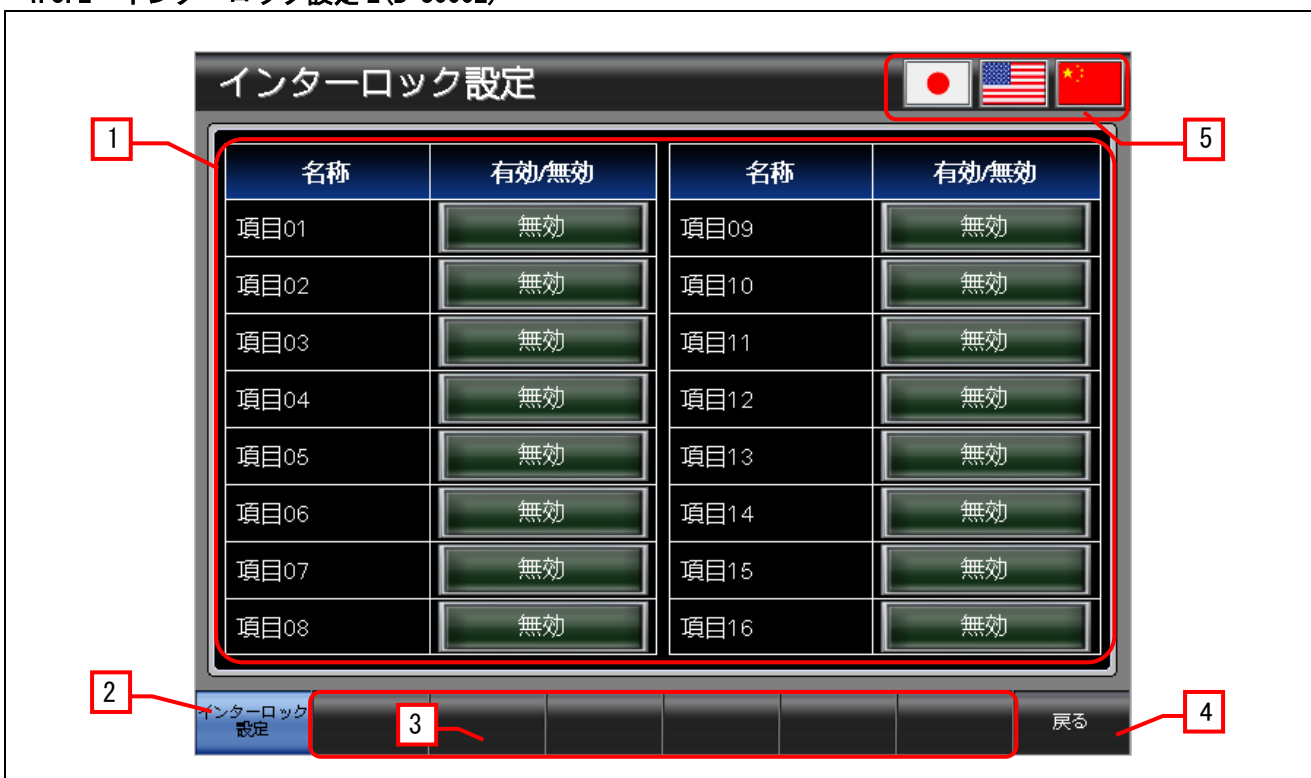 インターロック設定
1
5
名称 有効/無効 名称 有効/無効
項目01 無効 項目09 無効
項目02 無効 項目10 無効
項目03 無効 項目11 無効
項目04 無効 項目12 無効
項目05 無効 項目13 無効
項目06 無効 項目14 無効
項目07 無効 項目15 無効
項目08 無効 項目16 無効
2
インターロック
設定
3
戻る
4